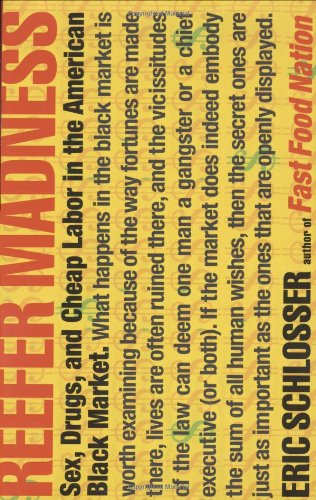 Copyrighted Material
REEFER MADNESS
Sex, Drugs, and Cheap Labor in the American
Black Market. What happens in the black market is
worth examining because of the way fortunes are made
there, lives are often ruined there, and the vicissitudes
of the law can deem one man a gangster or a chief
executive (or both). If the market does indeed embody
the sum of all human wishes, then the secret ones are
just as important as the ones that are openly displayed.
ERIC SCHLOSSER author of Fast Food Nation
Copyrighted Material